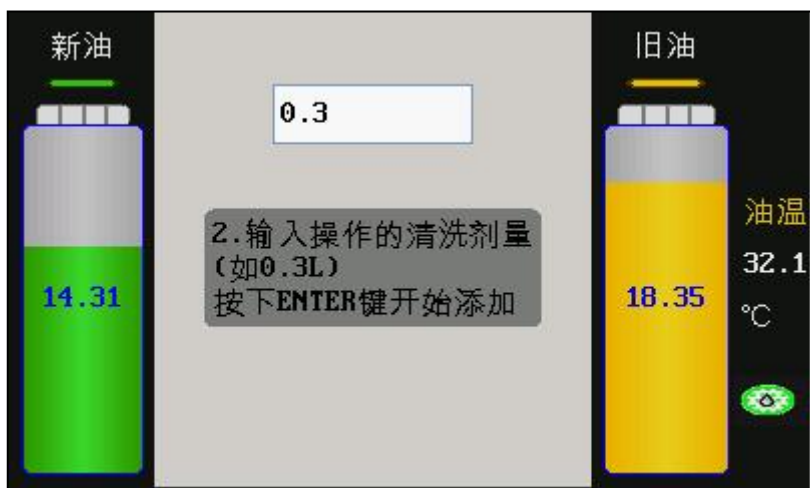 新油
旧油
0.3
2.输入操作的清洗剂量
(如0.3L)
按下ENTER键开始添加
14.31
18.35
油温
32.1
℃